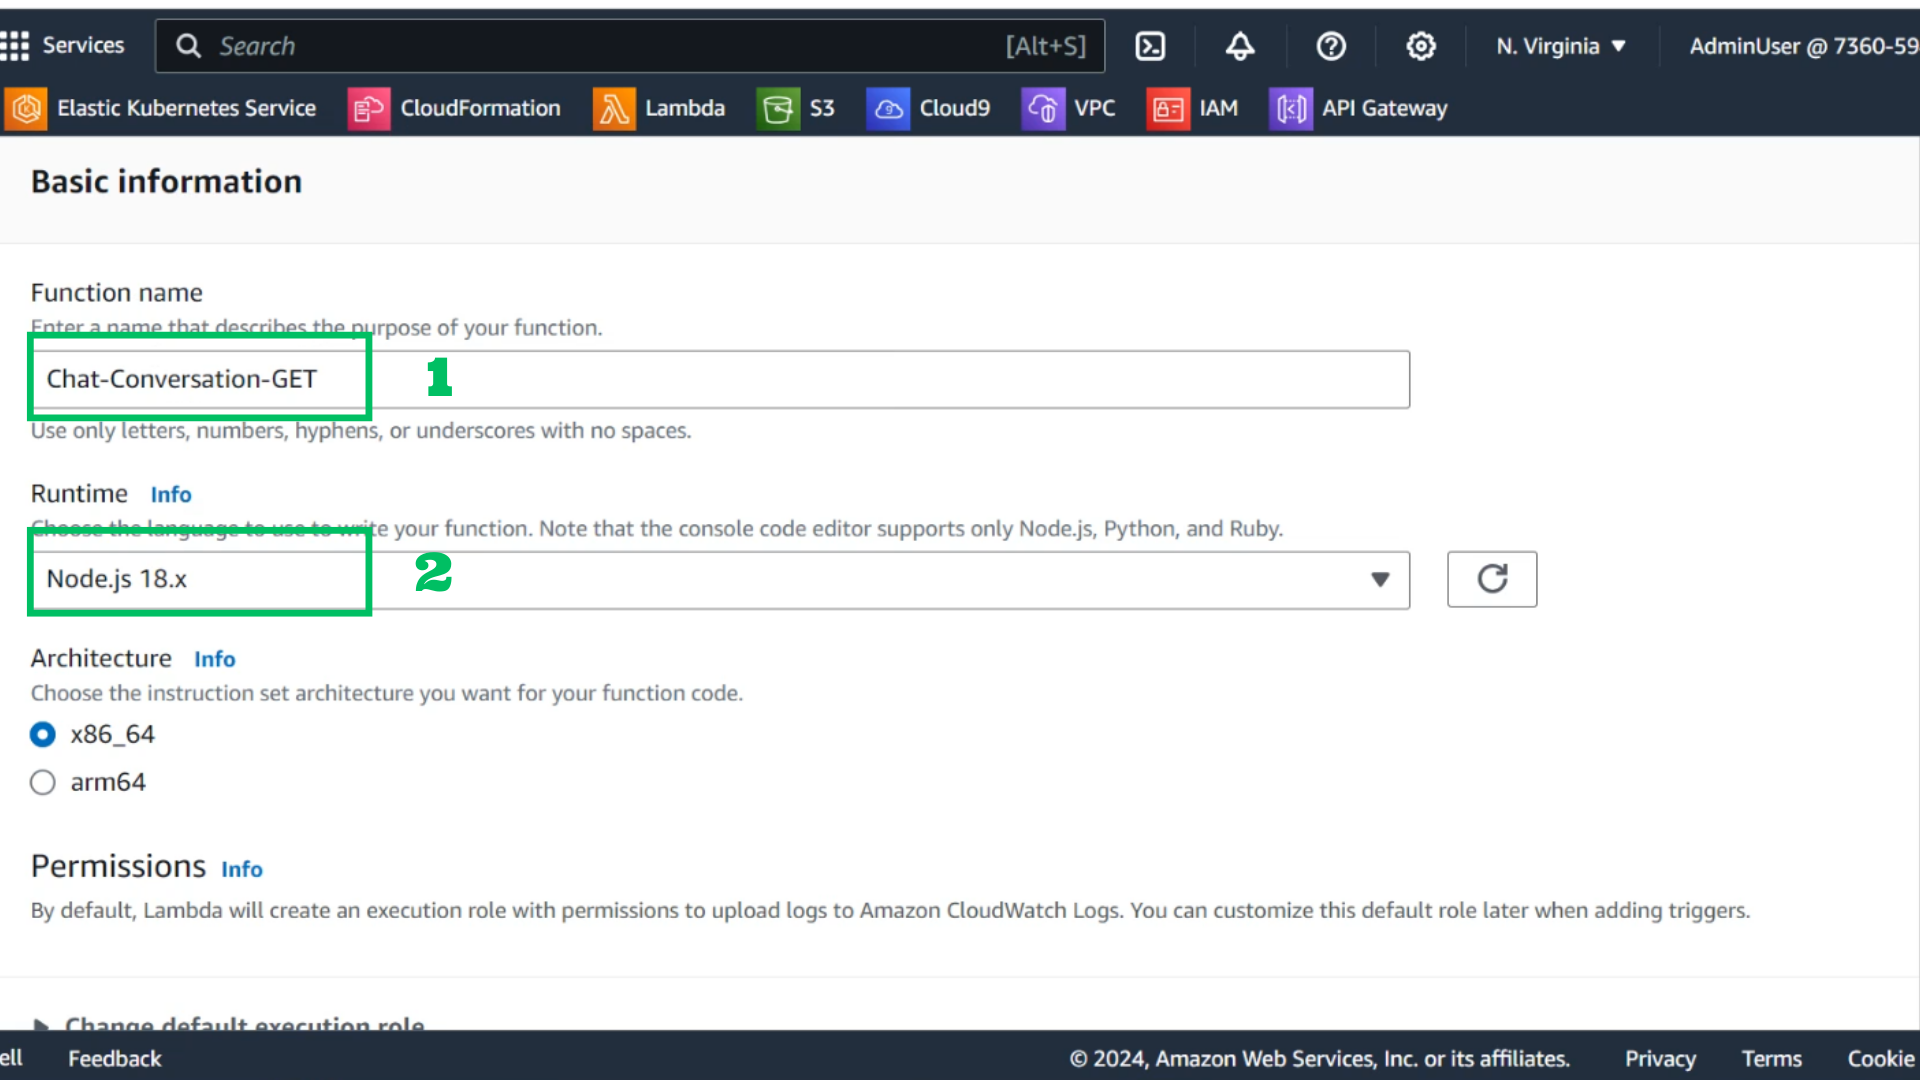 Services Search [Alt+S] N. Virginia AdminUser @ 7360-59
Elastic Kubernetes Service CloudFormation Lambda S3 Cloud9 VPC IAM API Gateway
Basic information
Function name
Enter a name that describes the purpose of your function.
Chat-Conversation-GET 1
Use only letters, numbers, hyphens, or underscores with no spaces.
Runtime Info
Choose the language to use to write your function. Note that the console code editor supports only Node.js, Python, and Ruby.
Node.js 18.x 2
Architecture Info
Choose the instruction set architecture you want for your function code.
x86_64
arm64
Permissions Info
By default, Lambda will create an execution role with permissions to upload logs to Amazon CloudWatch Logs. You can customize this default role later when adding triggers.
Change default execution role
ell Feedback © 2024, Amazon Web Services, Inc. or its affiliates. Privacy Terms Cookie